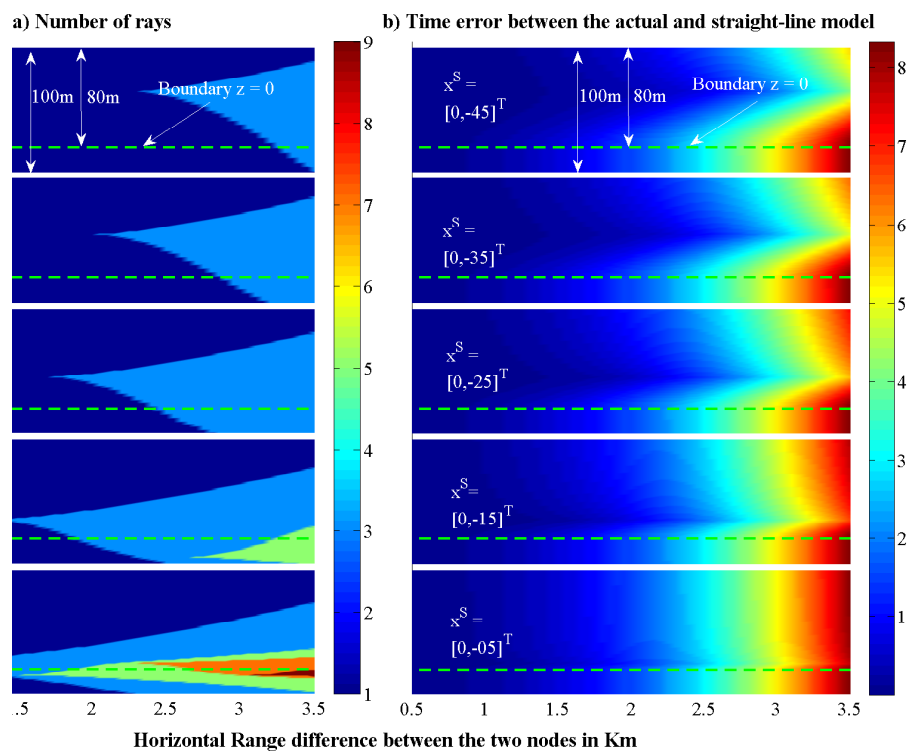 a) Number of rays
b) Time error between the actual and straight-line model
100m
80m
Boundary z = 0
9
8
7
6
5
4
3
2
1
x^S =
[0,-45]^T
100m
80m
Boundary z = 0
x^S =
[0,-35]^T
x^S =
[0,-25]^T
x^S =
[0,-15]^T
x^S =
[0,-05]^T
8
7
6
5
4
3
2
1
.5 2 2.5 3 3.5
0.5 1 1.5 2 2.5 3 3.5
Horizontal Range difference between the two nodes in Km